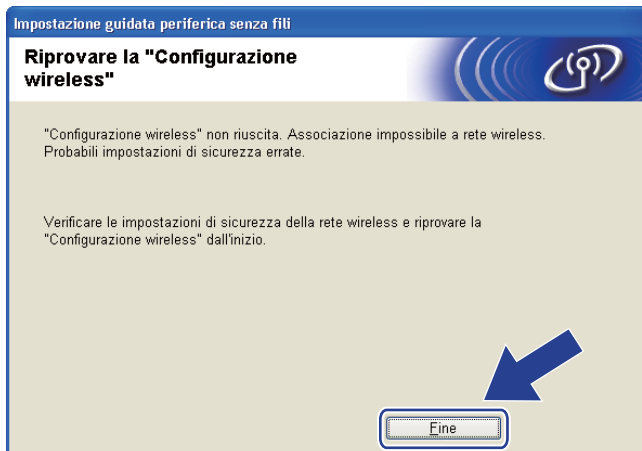 Impostazione guidata periferica senza fili
Riprovare la "Configurazione
wireless"
"Configurazione wireless" non riuscita. Associazione impossibile a rete wireless.
Probabili impostazioni di sicurezza errate.
Verificare le impostazioni di sicurezza della rete wireless e riprovare la
"Configurazione wireless" dall'inizio.
Fine